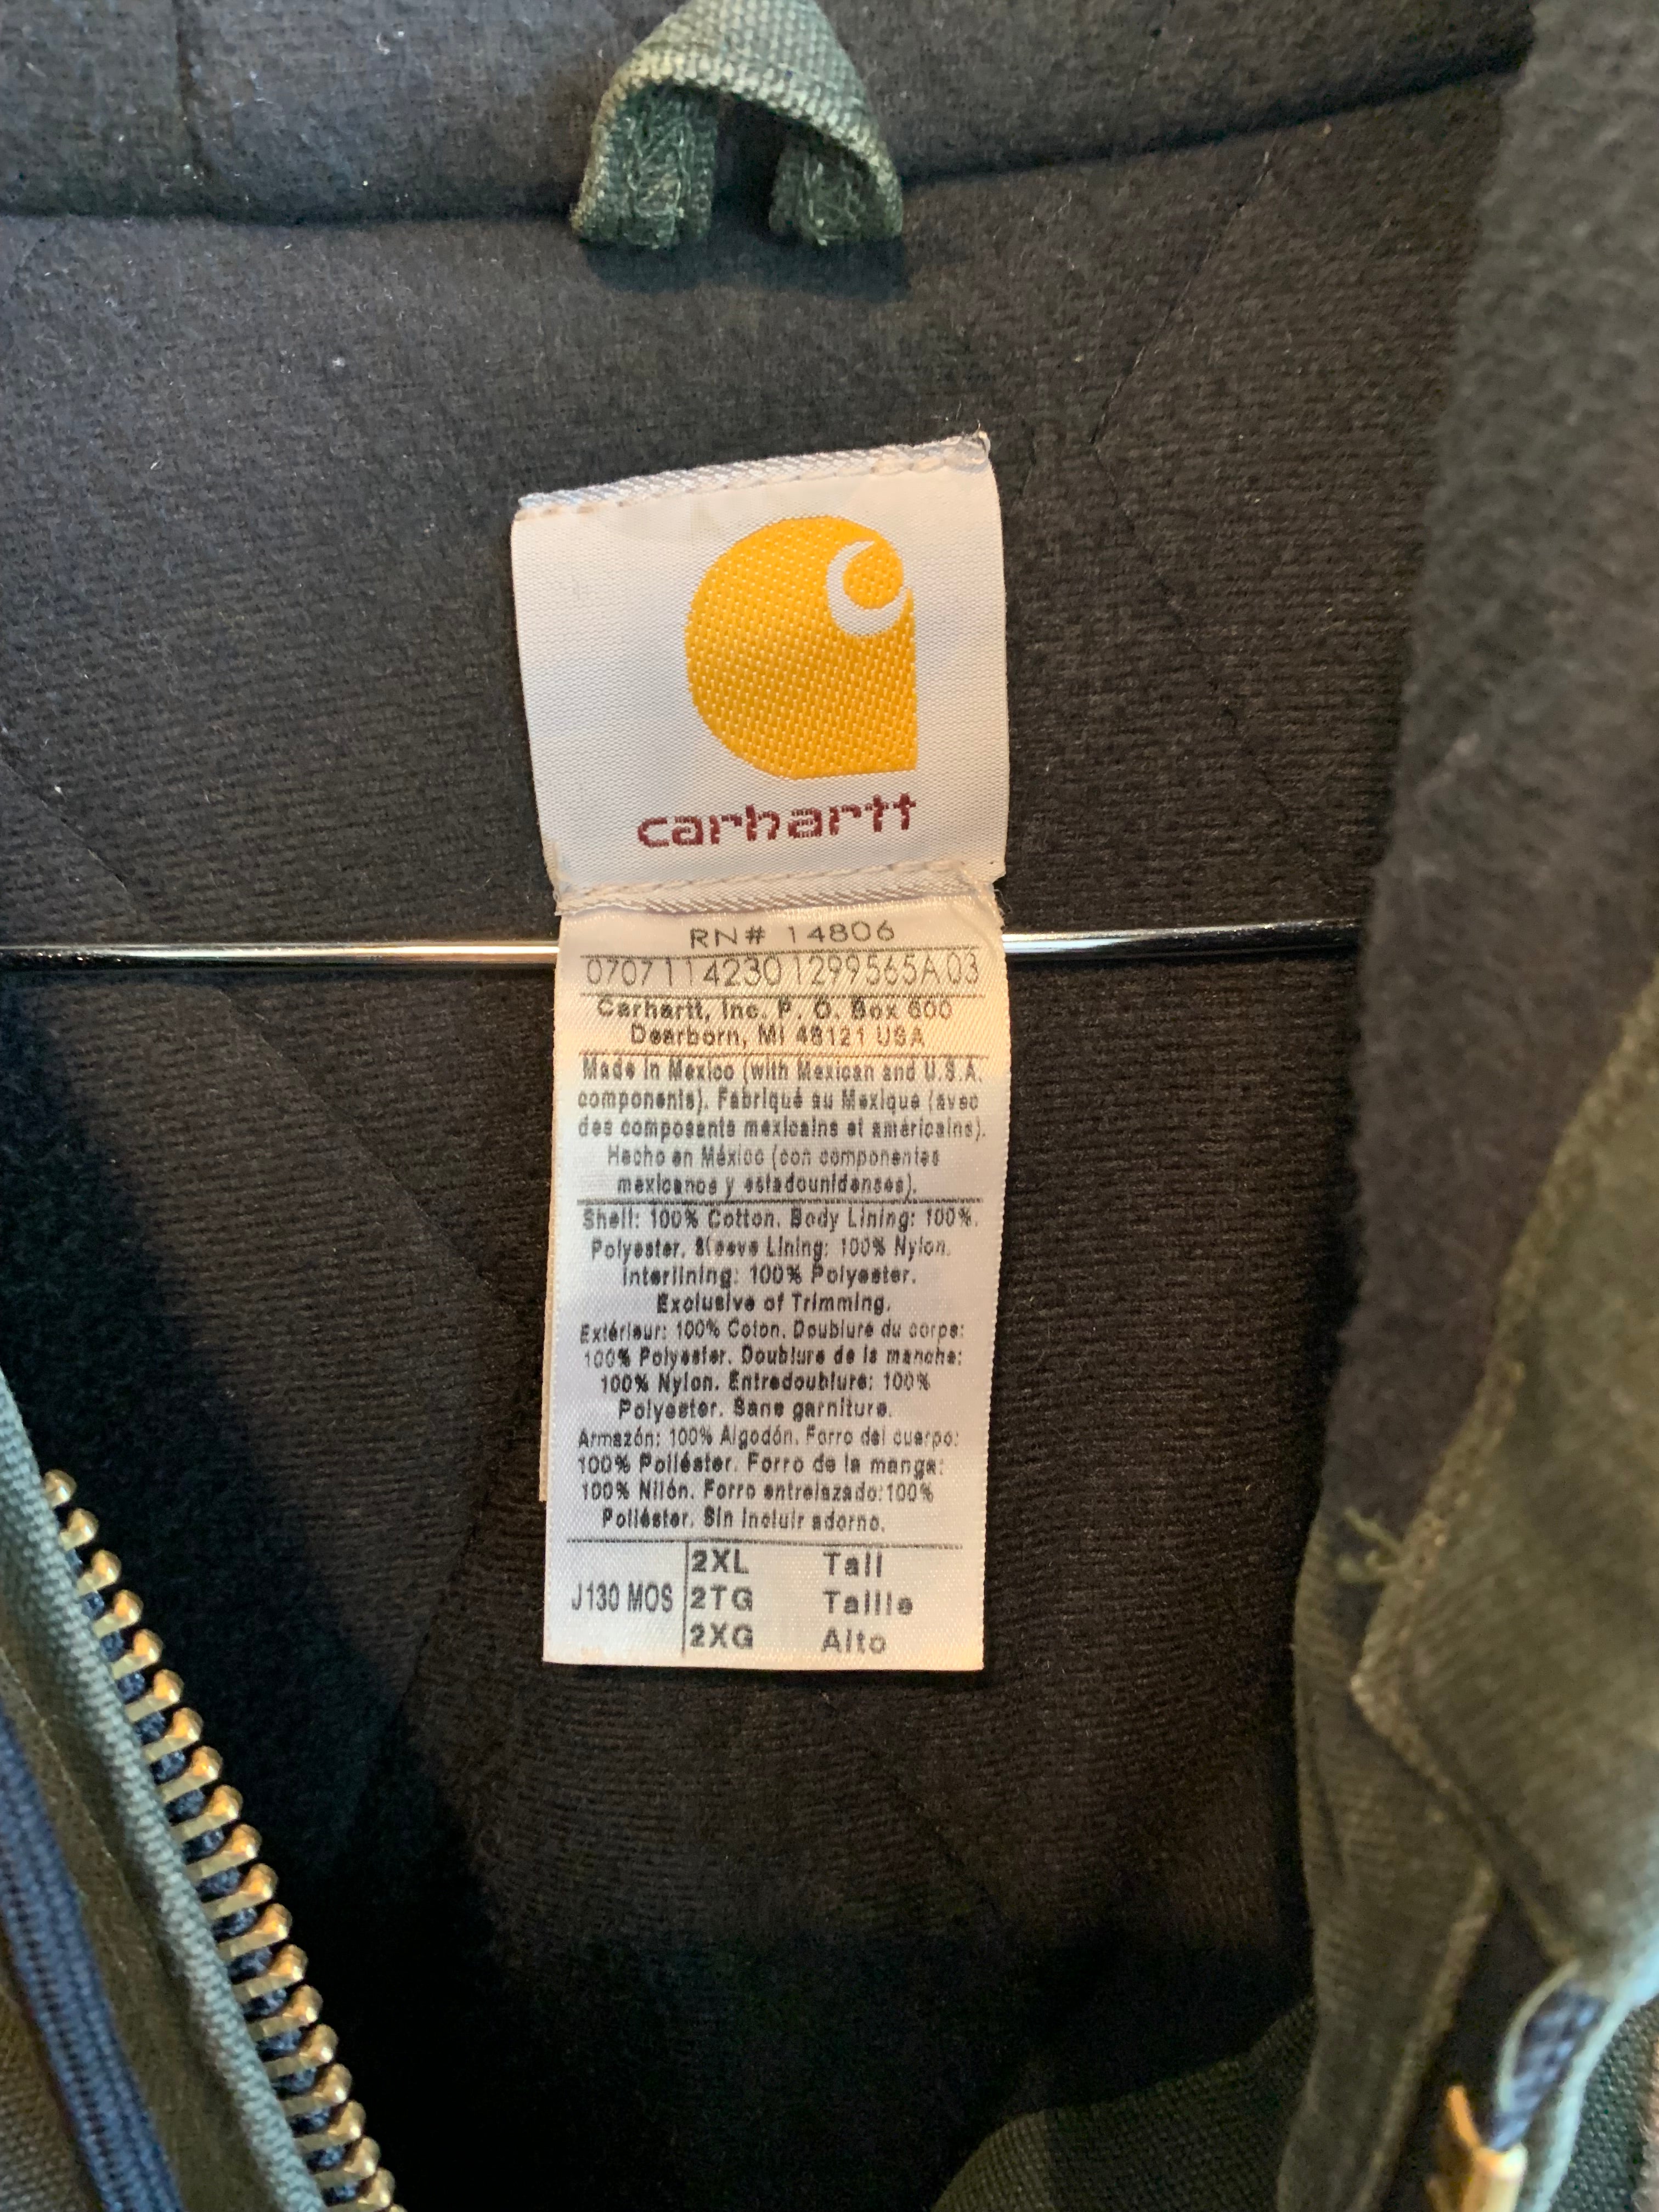 carhartt
RN# 14806
07071142301299565A03
Carhartt, Inc. P. O. Box 600
Dearborn, MI 48121 USA
Made in Mexico (with Mexican and U.S.A.
components). Fabriqué au Mexique (avec
des composants mexicains et américains).
Hecho en México (con componentes
mexicanos y estadounidenses).
Shell: 100% Cotton. Body Lining: 100%.
Polyester. Sleeve Lining: 100% Nylon.
Interlining: 100% Polyester.
Exclusive of Trimming.
Extérieur: 100% Coton. Doublure du corps:
100% Polyester. Doublure de la manche:
100% Nylon. Entredoublure: 100%
Polyester. Sans garniture.
Armazón: 100% Algodón. Forro del cuerpo:
100% Poliéster. Forro de la manga:
100% Nilón. Forro entrelazado:100%
Poliéster. Sin incluir adorno.
J130 MOS
2XL Tall
2TG Taille
2XG Alto